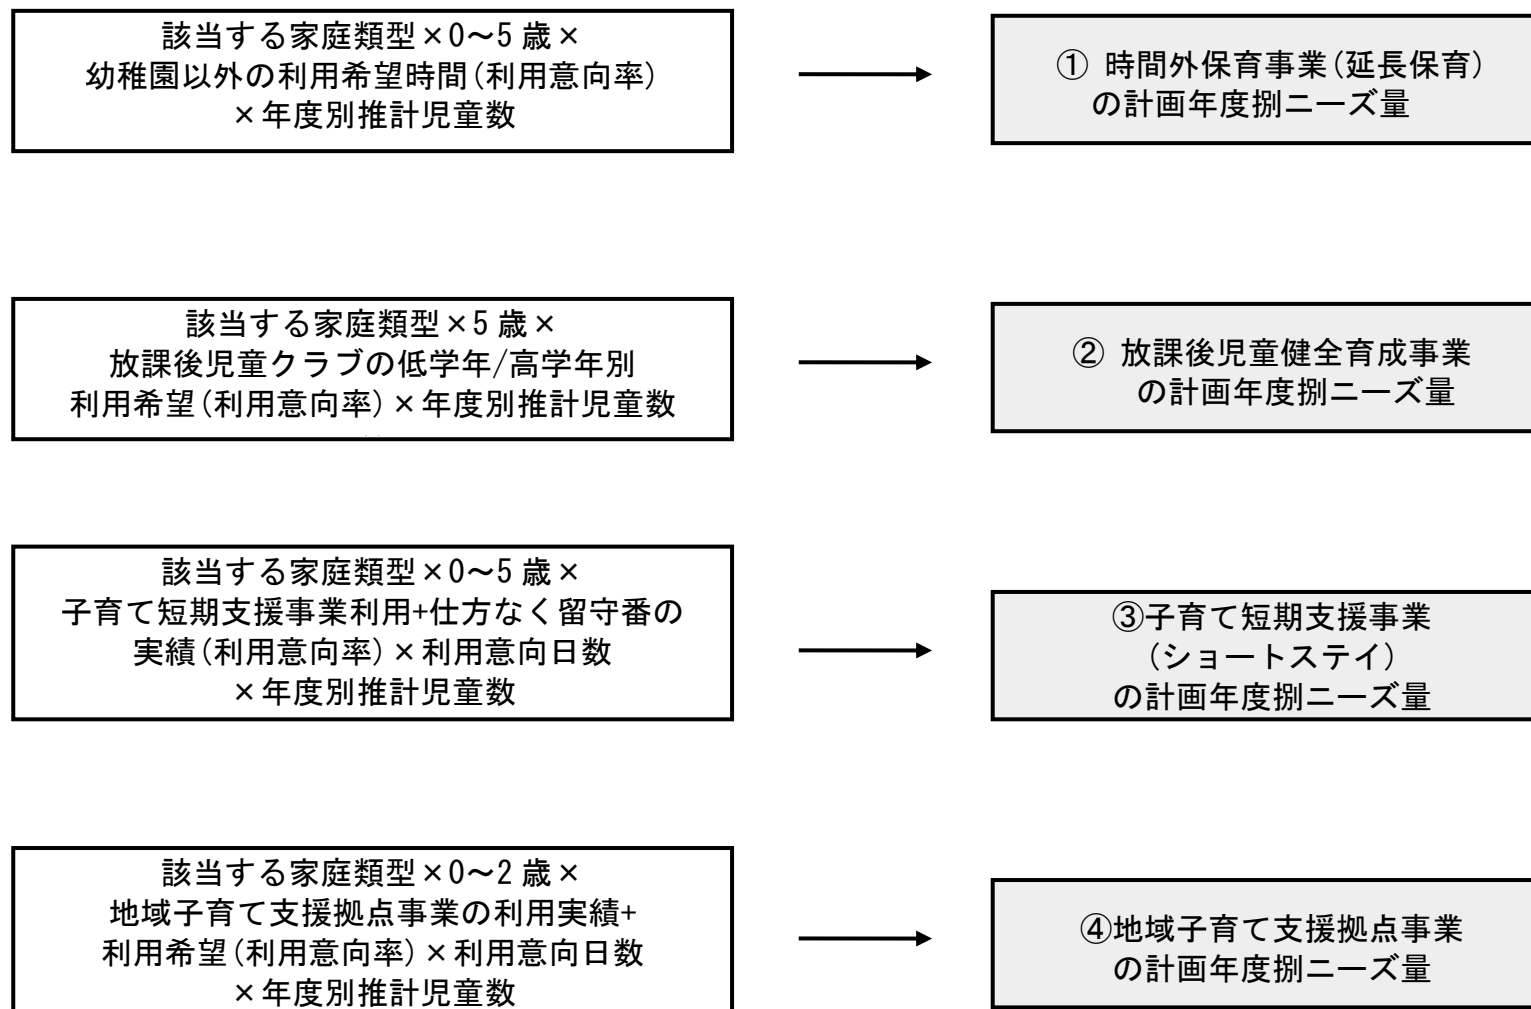 該当する家庭類型×0～5歳×
幼稚園以外の利用希望時間(利用意向率)
×年度別推計児童数
① 時間外保育事業(延長保育)
の計画年度捌ニーズ量
該当する家庭類型×5歳×
放課後児童クラブの低学年/高学年別
利用希望(利用意向率)×年度別推計児童数
② 放課後児童健全育成事業
の計画年度捌ニーズ量
該当する家庭類型×0～5歳×
子育て短期支援事業利用+仕方なく留守番の
実績(利用意向率)×利用意向日数
×年度別推計児童数
③子育て短期支援事業
(ショートステイ)
の計画年度捌ニーズ量
該当する家庭類型×0～2歳×
地域子育て支援拠点事業の利用実績+
利用希望(利用意向率)×利用意向日数
×年度別推計児童数
④地域子育て支援拠点事業
の計画年度捌ニーズ量